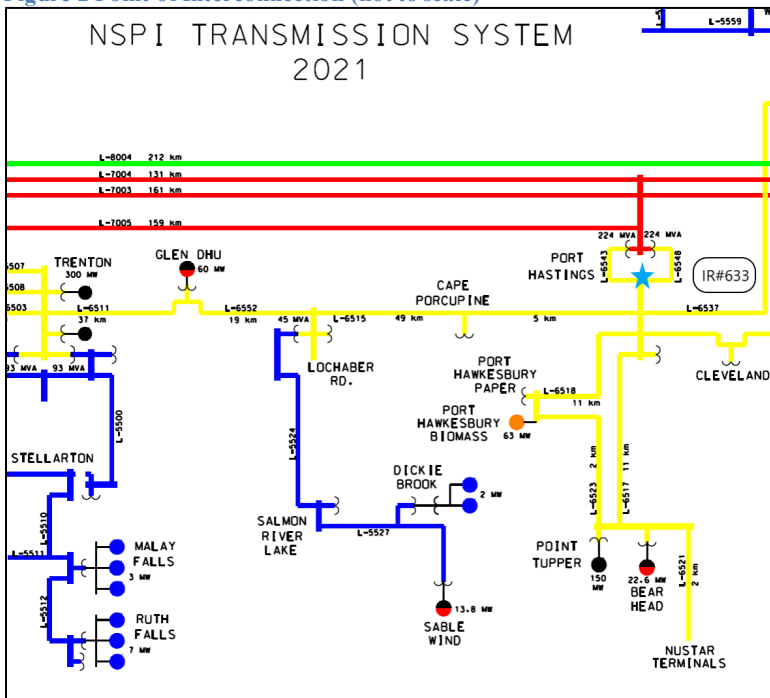 L-5559
NSPI TRANSMISSION SYSTEM
2021
L-8004 212 km
L-7004 131 km
L-7003 161 km
L-7005 159 km
224 MVA 224 MVA
L-6543
L-6548
PORT
HASTINGS
IR#633
6507
TRENTON
300 MW
6508
6503
L-6511
37 km
GLEN DHU
60 MW
L-6552
19 km
45 MVA
L-6515
49 km
LOCHABER
RD.
CAPE
PORCUPINE
5 km
L-6537
CLEVELAND
93 MVA 93 MVA
L-5500
PORT
HAWKESBURY
PAPER
L-6518
11 km
PORT
HAWKESBURY
BIOMASS
63 MW
L-5524
STELLARTON
L-5510
L-5511
L-5512
MALAY
FALLS
3 MW
RUTH
FALLS
7 MW
SALMON
RIVER
LAKE
L-5527
DICKIE
BROOK
2 MW
13.8 MW
SABLE
WIND
L-6523
2 km
L-6517
11 km
POINT
TUPPER
150
MW
22.6 MW
BEAR
HEAD
L-6521
2 km
NUSTAR
TERMINALS